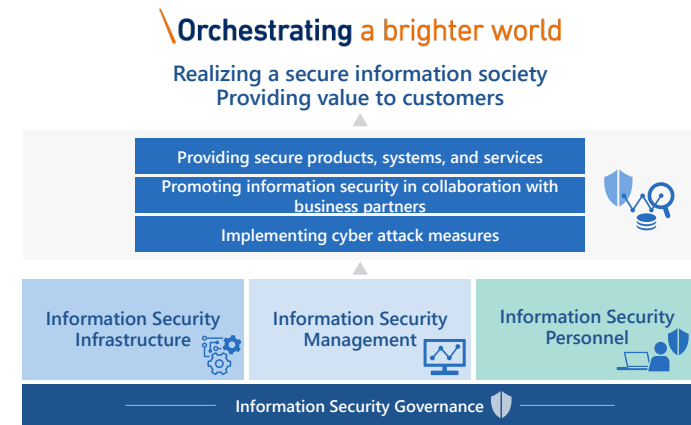 Orchestrating a brighter world
Realizing a secure information society
Providing value to customers
Providing secure products, systems, and services
Promoting information security in collaboration with
business partners
Implementing cyber attack measures
Information Security
Infrastructure
Information Security
Management
Information Security
Personnel
Information Security Governance